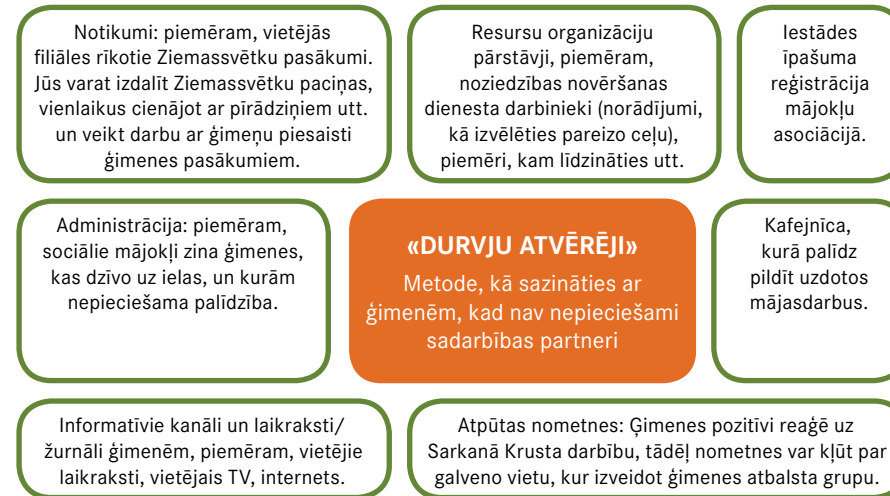 Notikumi: piemēram, vietējās
filiāles rīkotie Ziemassvētku pasākumi.
Jūs varat izdalīt Ziemassvētku paciņas,
vienlaikus cienājot ar pīrādziņiem utt.
un veikt darbu ar ģimeņu piesaisti
ģimenes pasākumiem.
Resursu organizāciju
pārstāvji, piemēram,
noziedzības novēršanas
dienesta darbinieki (norādījumi,
kā izvēlēties pareizo ceļu),
piemēri, kam līdzināties utt.
Iestādes
īpašuma
reģistrācija
mājokļu
asociācijā.
Administrācija: piemēram,
sociālie mājokļi zina ģimenes,
kas dzīvo uz ielas, un kurām
nepieciešama palīdzība.
«DURVJU ATVĒRĒJI»
Metode, kā sazināties ar
ģimenēm, kad nav nepieciešami
sadarbības partneri
Kafejnīca,
kurā palīdz
pildīt uzdotos
mājasdarbus.
Informatīvie kanāli un laikraksti/
žurnāli ģimenēm, piemēram, vietējie
laikraksti, vietējais TV, internets.
Atpūtas nometnes: Ģimenes pozitīvi reaģē uz
Sarkanā Krusta darbību, tādēļ nometnes var kļūt par
galveno vietu, kur izveidot ģimenes atbalsta grupu.